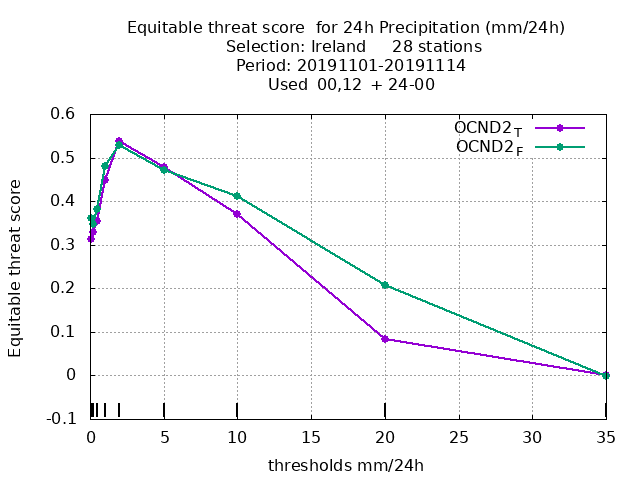 Equitable threat score  for 24h Precipitation (mm/24h)
Selection: Ireland     28 stations
Period: 20191101-20191114
Used  00,12  + 24-00
OCND2T
OCND2F
Equitable threat score
0.6
0.5
0.4
0.3
0.2
0.1
0
-0.1
0 5 10 15 20 25 30 35
thresholds mm/24h